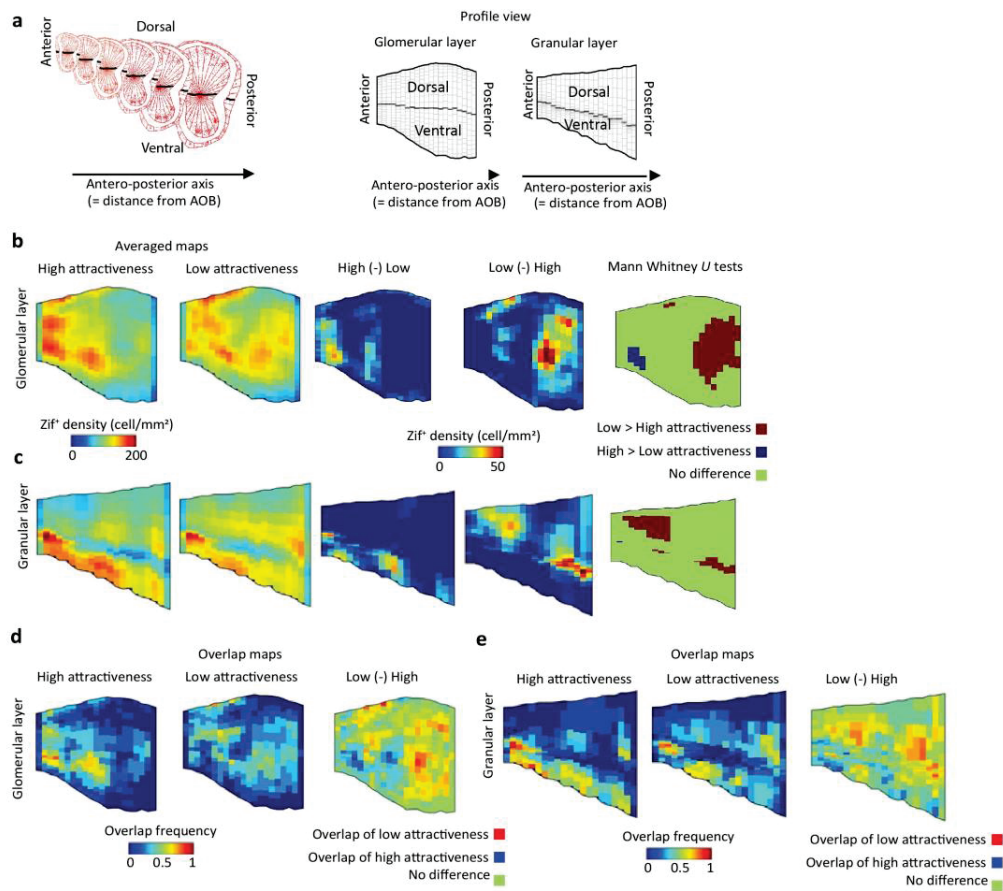 a
Anterior
Dorsal
Posterior
Ventral
Antero-posterior axis
(= distance from AOB)
Profile view
Glomerular layer
Granular layer
Anterior
Dorsal
Ventral
Posterior
Anterior
Dorsal
Ventral
Posterior
Antero-posterior axis
(= distance from AOB)
Antero-posterior axis
(= distance from AOB)
b
Averaged maps
High attractiveness
Low attractiveness
High (-) Low
Low (-) High
Mann Whitney U tests
Glomerular layer
Zif⁺ density (cell/mm²)
0
200
Zif⁺ density (cell/mm²)
0
50
Low > High attractiveness
High > Low attractiveness
No difference
c
Granular layer
d
Overlap maps
High attractiveness
Low attractiveness
Low (-) High
Glomerular layer
Overlap frequency
0
0.5
1
Overlap of low attractiveness
Overlap of high attractiveness
No difference
e
Overlap maps
High attractiveness
Low attractiveness
Low (-) High
Granular layer
Overlap frequency
0
0.5
1
Overlap of low attractiveness
Overlap of high attractiveness
No difference